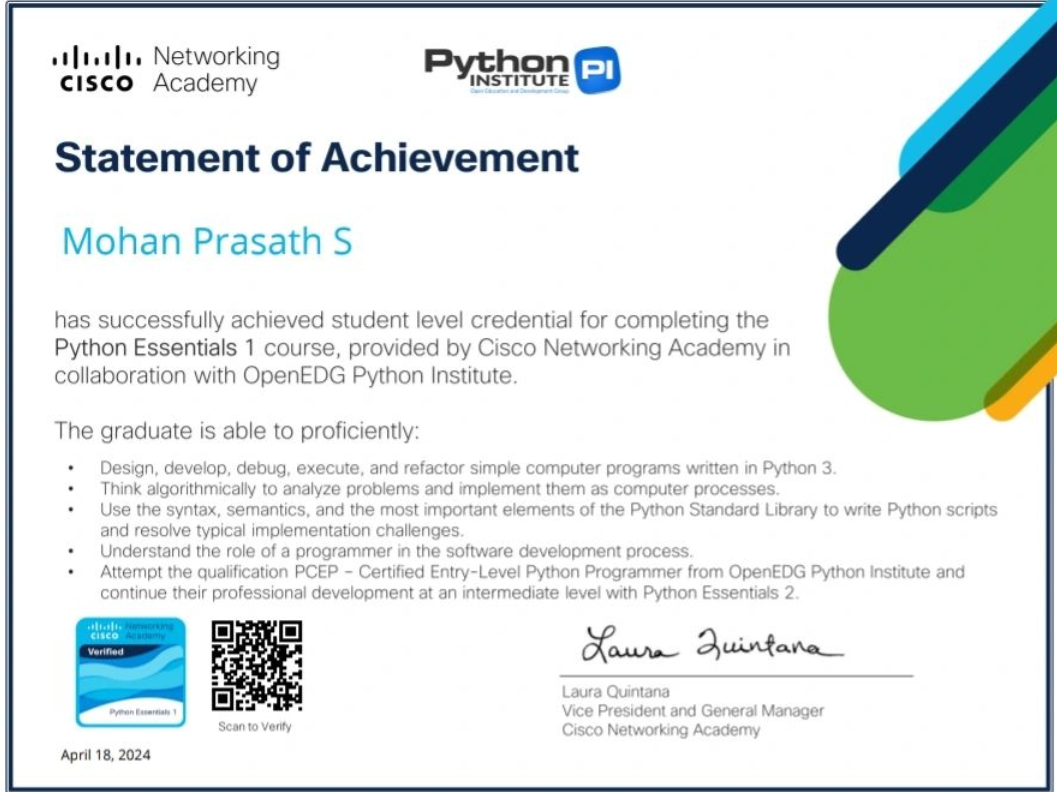 Networking
CISCO Academy
Python PI
INSTITUTE
Open Education and Development Group
Statement of Achievement
Mohan Prasath S
has successfully achieved student level credential for completing the
Python Essentials 1 course, provided by Cisco Networking Academy in
collaboration with OpenEDG Python Institute.
The graduate is able to proficiently:
• Design, develop, debug, execute, and refactor simple computer programs written in Python 3.
• Think algorithmically to analyze problems and implement them as computer processes.
• Use the syntax, semantics, and the most important elements of the Python Standard Library to write Python scripts
and resolve typical implementation challenges.
• Understand the role of a programmer in the software development process.
• Attempt the qualification PCEP – Certified Entry-Level Python Programmer from OpenEDG Python Institute and
continue their professional development at an intermediate level with Python Essentials 2.
Networking
CISCO Academy
Verified
Python Essentials 1
Scan to Verify
April 18, 2024
Laura Quintana
Laura Quintana
Vice President and General Manager
Cisco Networking Academy